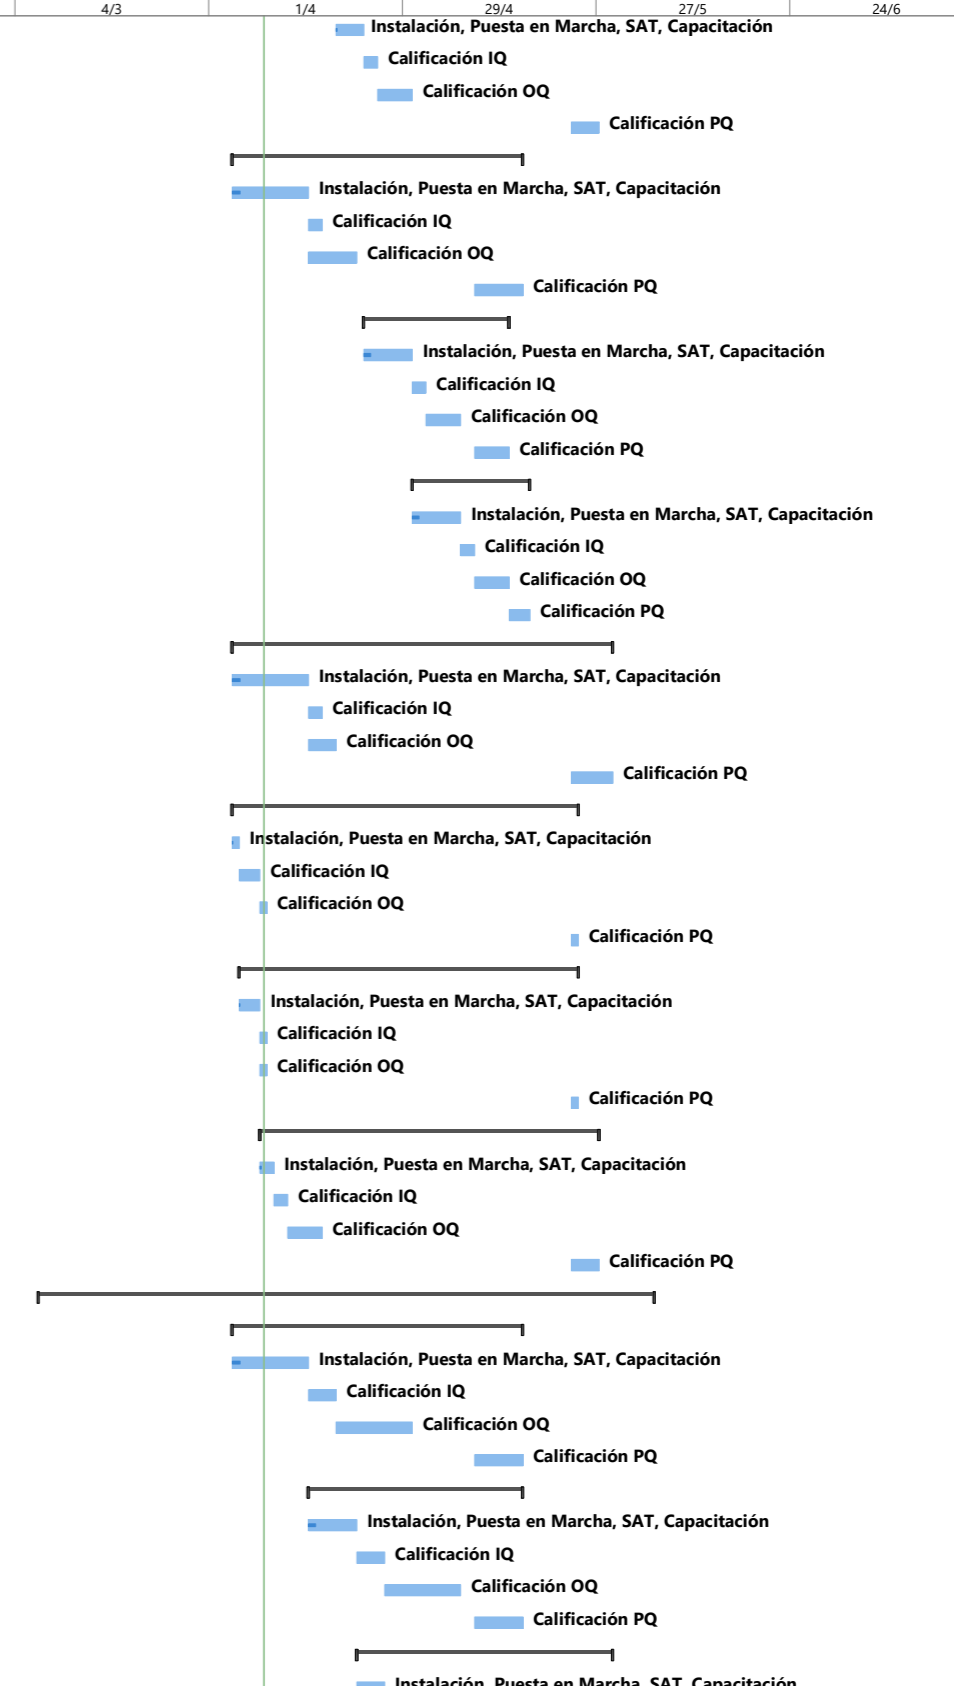 4/3 1/4 29/4 27/5 24/6
Instalación, Puesta en Marcha, SAT, Capacitación
Calificación IQ
Calificación OQ
Calificación PQ
Instalación, Puesta en Marcha, SAT, Capacitación
Calificación IQ
Calificación OQ
Calificación PQ
Instalación, Puesta en Marcha, SAT, Capacitación
Calificación IQ
Calificación OQ
Calificación PQ
Instalación, Puesta en Marcha, SAT, Capacitación
Calificación IQ
Calificación OQ
Calificación PQ
Instalación, Puesta en Marcha, SAT, Capacitación
Calificación IQ
Calificación OQ
Calificación PQ
Instalación, Puesta en Marcha, SAT, Capacitación
Calificación IQ
Calificación OQ
Calificación PQ
Instalación, Puesta en Marcha, SAT, Capacitación
Calificación IQ
Calificación OQ
Calificación PQ
Instalación, Puesta en Marcha, SAT, Capacitación
Calificación IQ
Calificación OQ
Calificación PQ
Instalación, Puesta en Marcha, SAT, Capacitación
Calificación IQ
Calificación OQ
Calificación PQ
Instalación, Puesta en Marcha, SAT, Capacitación
Calificación IQ
Calificación OQ
Calificación PQ
Instalación, Puesta en Marcha, SAT, Capacitación